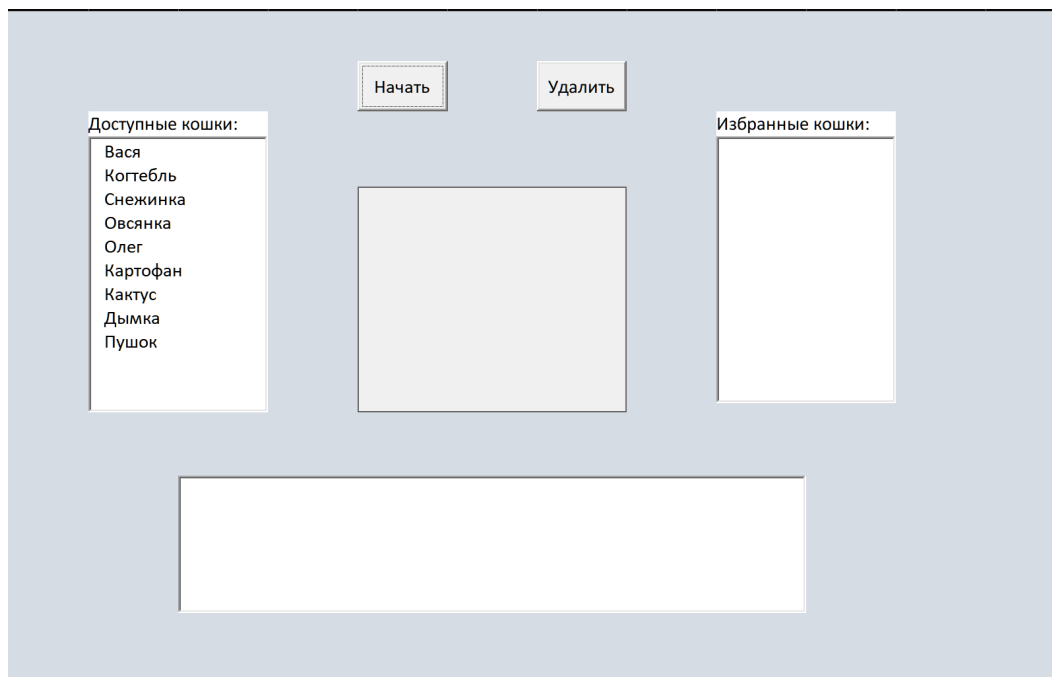 Начать
Удалить
Доступные кошки:
Вася
Когтебль
Снежинка
Овсянка
Олег
Картофан
Кактус
Дымка
Пушок
Избранные кошки: